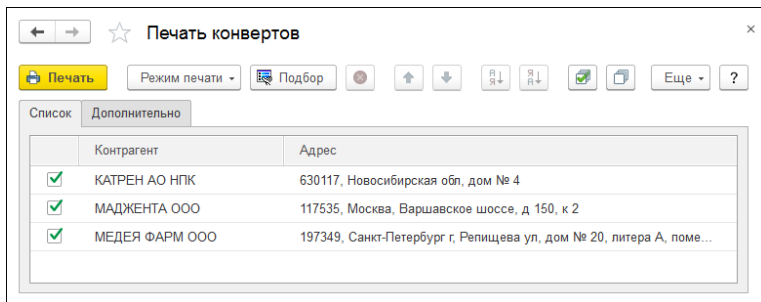 Печать конвертов
Печать Режим печати Подбор Еще ?
Список Дополнительно
Контрагент Адрес
КАТРЕН АО НПК 630117, Новосибирская обл, дом № 4
МАДЖЕНТА ООО 117535, Москва, Варшавское шоссе, д 150, к 2
МЕДЕЯ ФАРМ ООО 197349, Санкт-Петербург г, Репищева ул, дом № 20, литера А, поме...